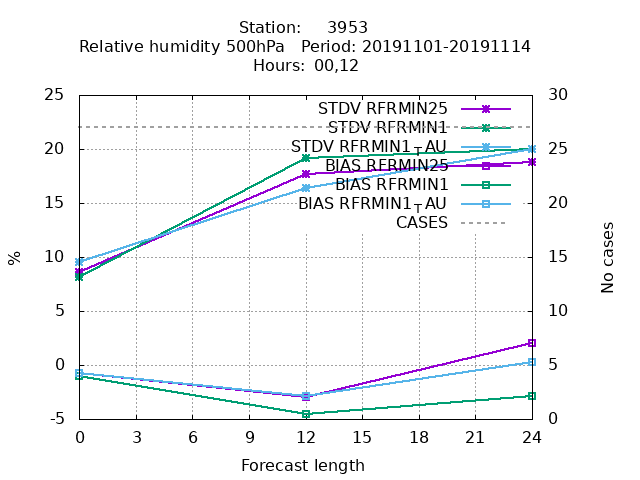 Station: 3953
Relative humidity 500hPa Period: 20191101-20191114
Hours: 00,12
25
20
15
10
5
0
-5
%
STDV RFRMIN25
STDV RFRMIN1
STDV RFRMIN1_AU
BIAS RFRMIN25
BIAS RFRMIN1
BIAS RFRMIN1_AU
CASES
30
25
20
15
10
5
0
No cases
0 3 6 9 12 15 18 21 24
Forecast length